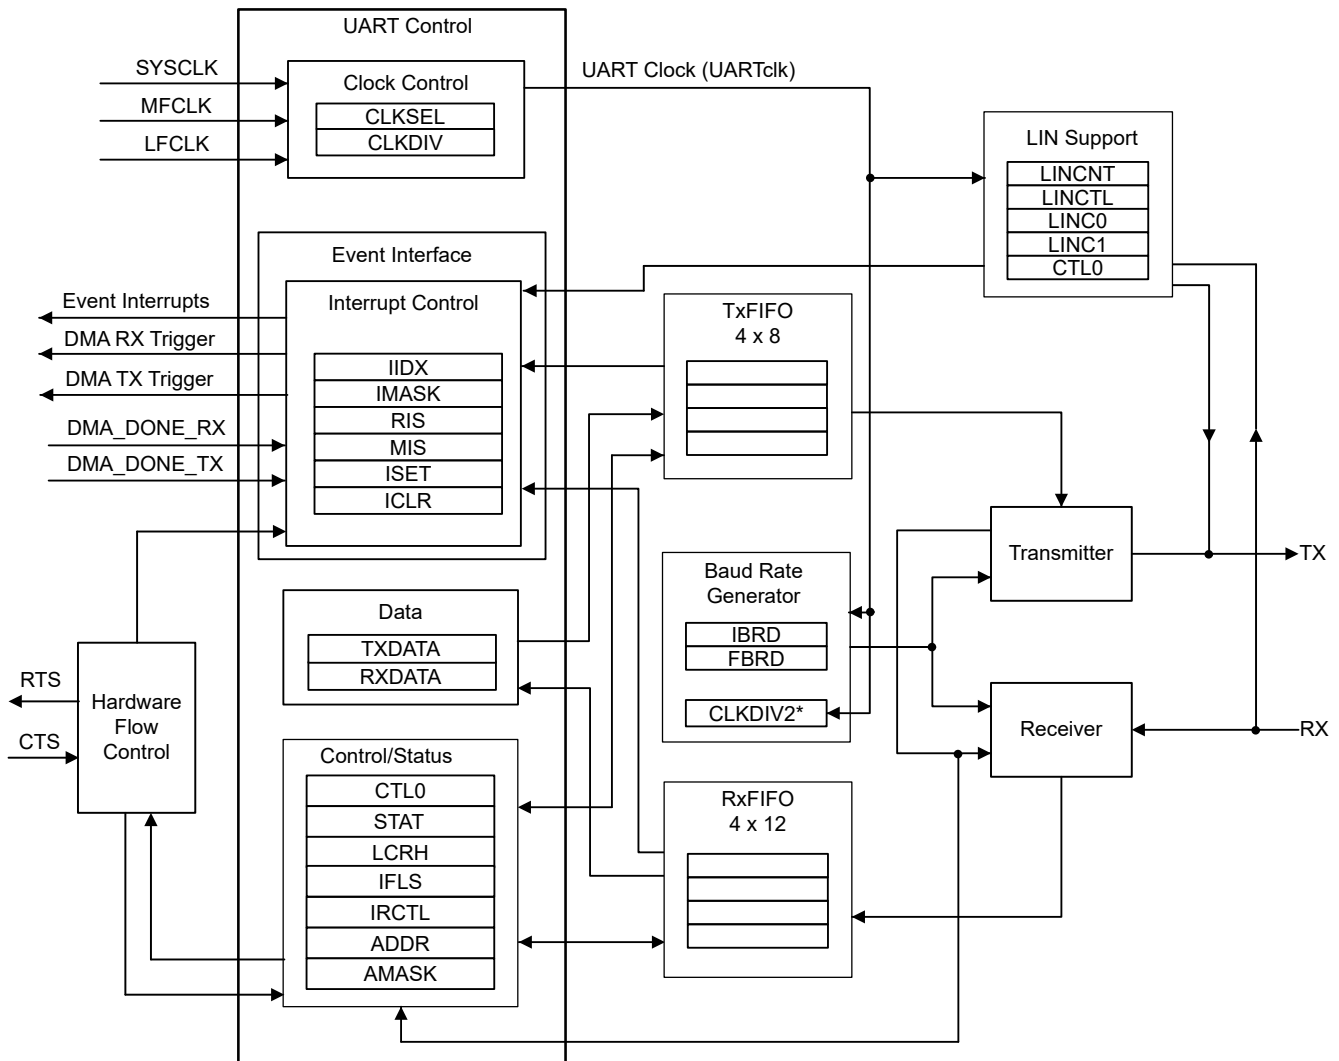 UART Control
SYSCLK
MFCLK
LFCLK
Clock Control
CLKSEL
CLKDIV
UART Clock (UARTclk)
LIN Support
LINCNT
LINCTL
LINC0
LINC1
CTL0
Event Interface
Interrupt Control
IIDX
IMASK
RIS
MIS
ISET
ICLR
Event Interrupts
DMA RX Trigger
DMA TX Trigger
DMA_DONE_RX
DMA_DONE_TX
TxFIFO
4 x 8
Transmitter
TX
Baud Rate
Generator
IBRD
FBRD
CLKDIV2*
Data
TXDATA
RXDATA
RTS
CTS
Hardware
Flow
Control
Receiver
RX
Control/Status
CTL0
STAT
LCRH
IFLS
IRCTL
ADDR
AMASK
RxFIFO
4 x 12